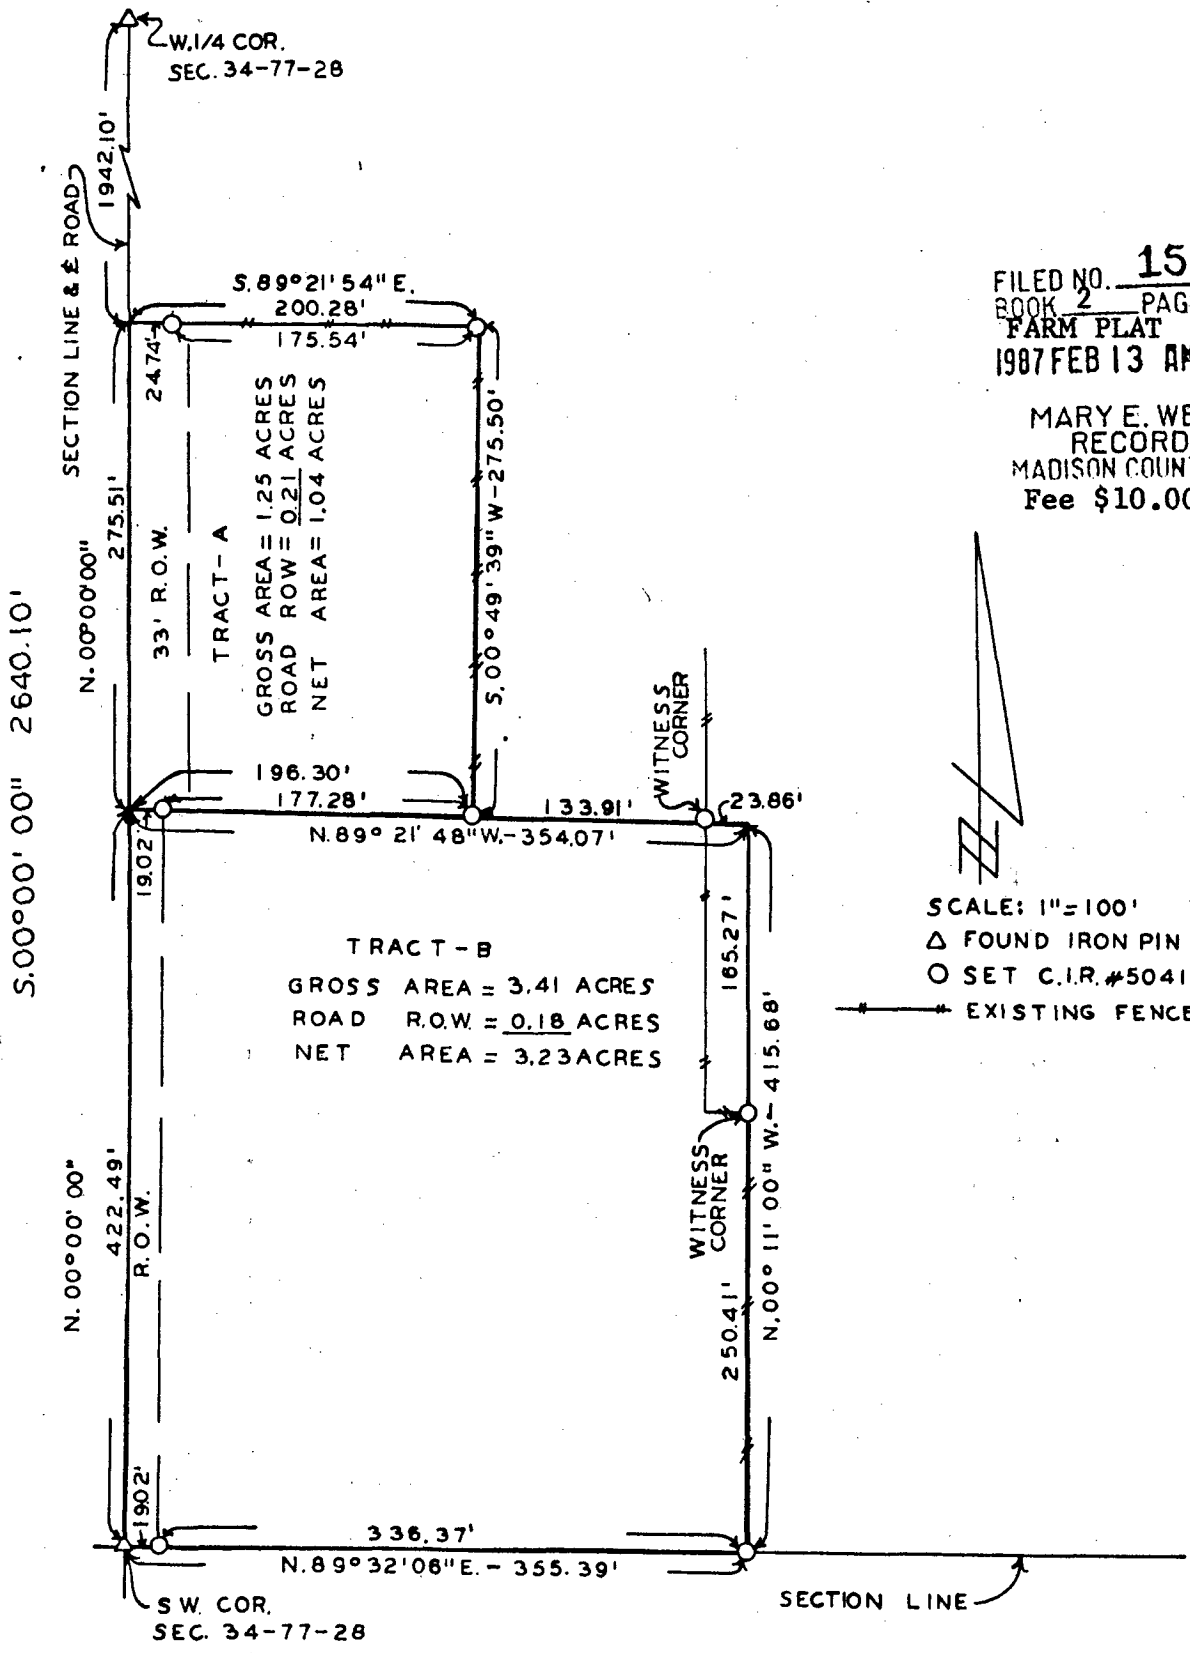 W.1/4 COR.
SEC. 34-77-28
1942.10'
SECTION LINE & ₤ ROAD
S.89°21'54"E.
200.28'
175.54'
24.74'
FILED NO. 15
BOOK 2 PAG
FARM PLAT
1987 FEB 13 AM
MARY E. WE
RECORD
MADISON COUNT
Fee $10.00
275.51'
N.00°00'00"
33' R.O.W.
TRACT-A
GROSS AREA = 1.25 ACRES
ROAD ROW = 0.21 ACRES
NET AREA = 1.04 ACRES
S.00°49'39"W-275.50'
S.00°00'00" 2640.10'
196.30'
177.28'
133.91'
WITNESS
CORNER
23.86'
N.89°21'48"W.-354.07'
19.02
TRACT-B
GROSS AREA = 3.41 ACRES
ROAD R.O.W. = 0.18 ACRES
NET AREA = 3.23 ACRES
165.27'
N.00°11'00"W.-415.68'
SCALE: 1"=100'
△ FOUND IRON PIN
○ SET C.I.R. #5041
EXISTING FENCE
WITNESS
CORNER
250.41'
422.49'
N.00°00'00"
R.O.W.
19.02'
336.37'
N.89°32'06"E.-355.39'
SECTION LINE
S.W. COR.
SEC. 34-77-28